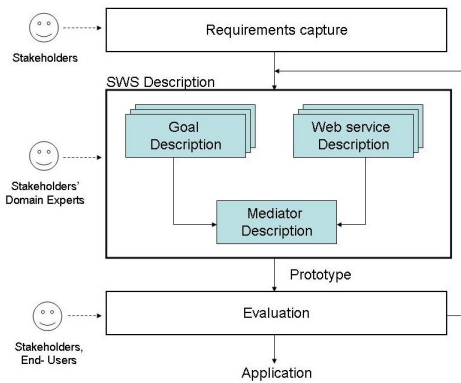 Requirements capture
Stakeholders
SWS Description
Goal
Description
Web service
Description
Stakeholders'
Domain Experts
Mediator
Description
Prototype
Evaluation
Stakeholders,
End- Users
Application